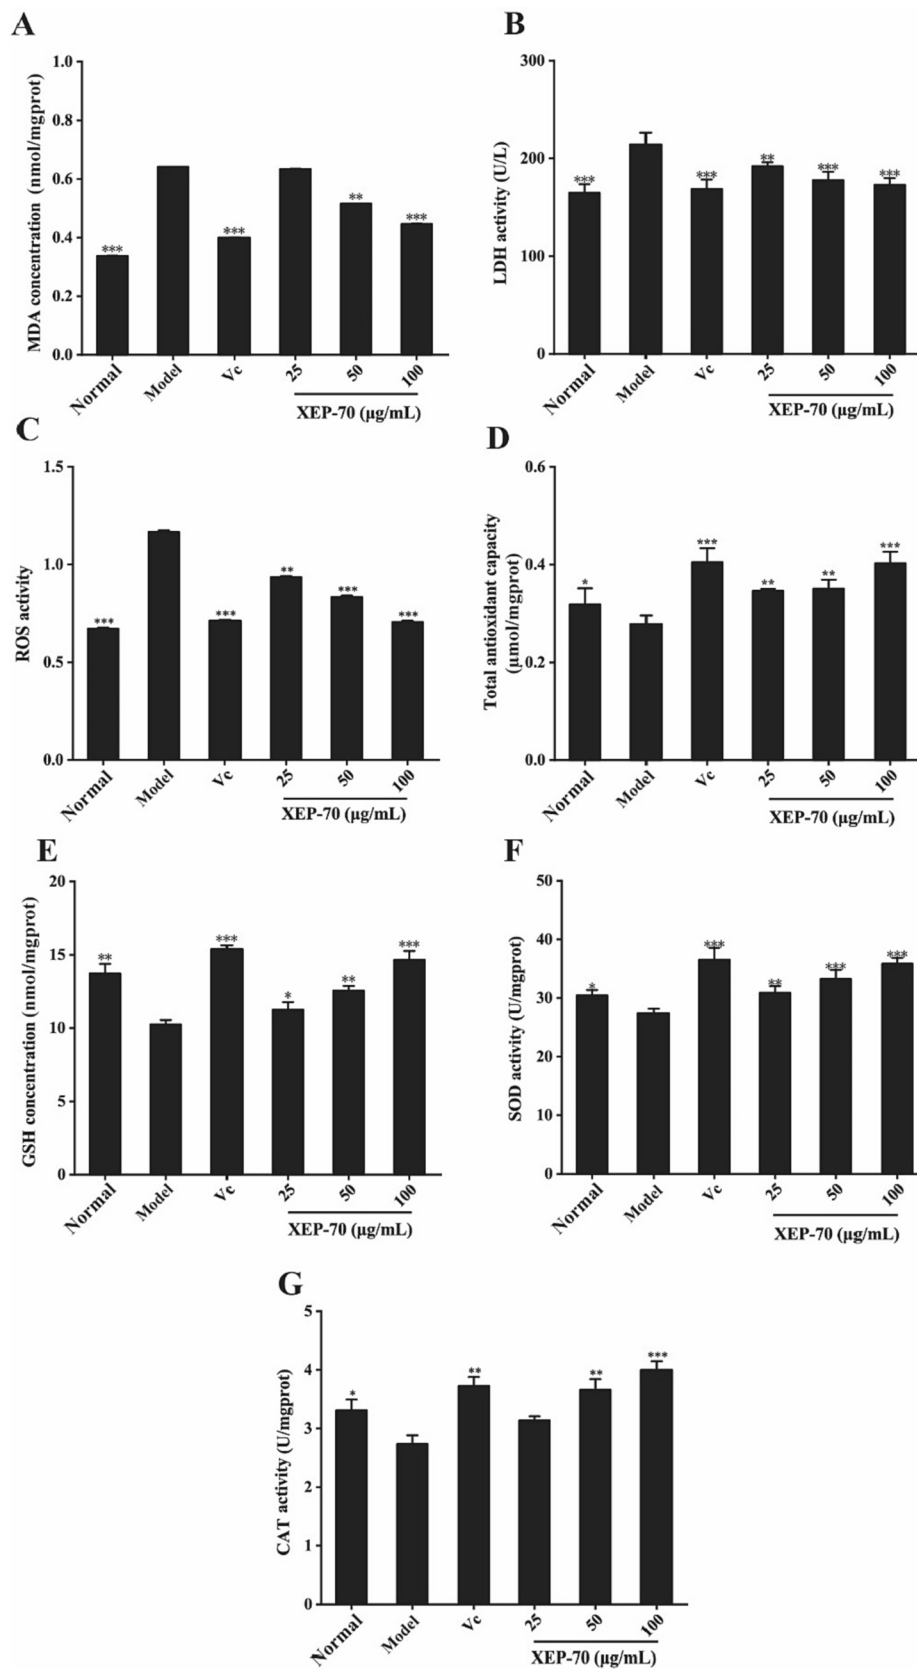 A
MDA concentration (nmol/mgprot)
1.0
0.8
0.6
0.4
0.2
0.0
***
***
**
***
Normal
Model
Vc
25
50
100
XEP-70 (μg/mL)
B
LDH activity (U/L)
300
200
100
0
***
***
**
***
***
Normal
Model
Vc
25
50
100
XEP-70 (μg/mL)
C
ROS activity
1.5
1.0
0.5
0.0
***
***
**
***
***
Normal
Model
Vc
25
50
100
XEP-70 (μg/mL)
D
Total antioxidant capacity
(μmol/mgprot)
0.6
0.4
0.2
0.0
*
***
**
**
***
Normal
Model
Vc
25
50
100
XEP-70 (μg/mL)
E
GSH concentration (nmol/mgprot)
20
15
10
5
0
**
***
*
**
***
Normal
Model
Vc
25
50
100
XEP-70 (μg/mL)
F
SOD activity (U/mgprot)
50
40
30
20
10
0
*
***
**
***
***
Normal
Model
Vc
25
50
100
XEP-70 (μg/mL)
G
CAT activity (U/mgprot)
5
4
3
2
1
0
*
**
**
***
Normal
Model
Vc
25
50
100
XEP-70 (μg/mL)